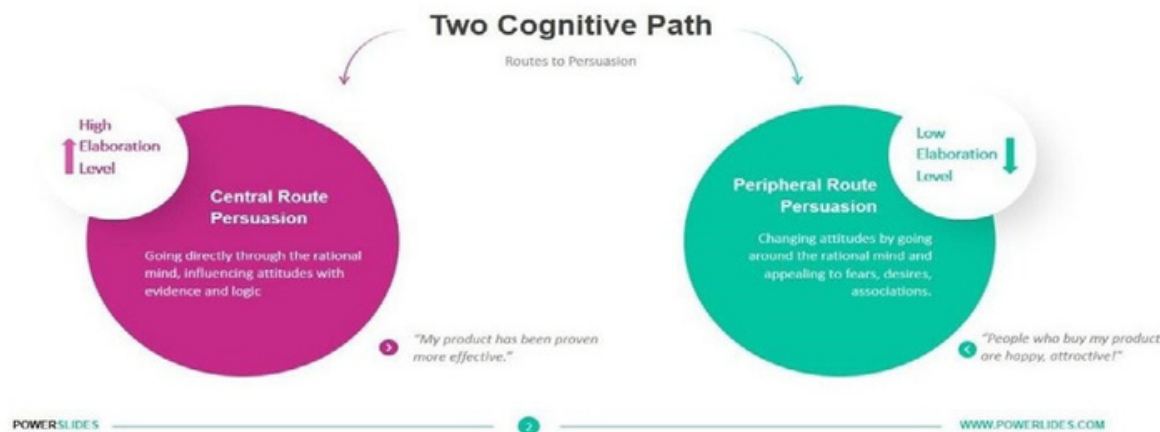 Two Cognitive Path
Routes to Persuasion
High
Elaboration
Level
Central Route
Persuasion
Going directly through the rational
mind, influencing attitudes with
evidence and logic
"My product has been proven
more effective."
Low
Elaboration
Level
Peripheral Route
Persuasion
Changing attitudes by going
around the rational mind and
appealing to fears, desires,
associations.
"People who buy my product
are happy, attractive!"
POWERSLIDES
2
WWW.POWERLIDES.COM